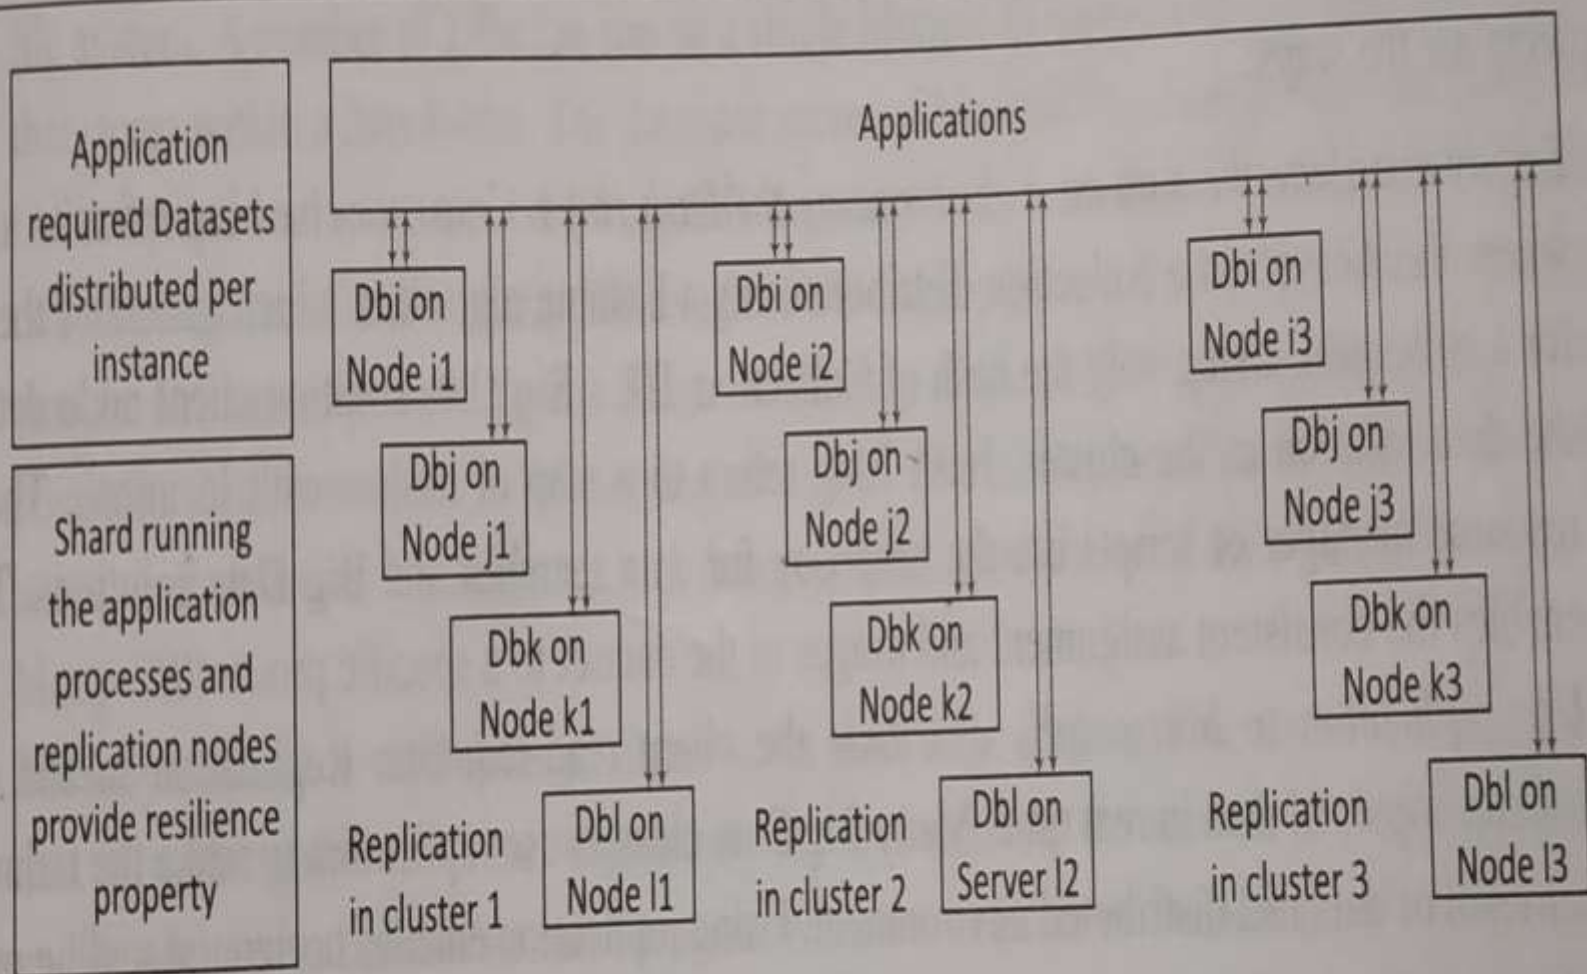 Application
required Datasets
distributed per
instance
Shard running
the application
processes and
replication nodes
provide resilience
property
Applications
Dbi on
Node i1
Dbj on
Node j1
Dbk on
Node k1
Dbl on
Node l1
Replication
in cluster 1
Dbi on
Node i2
Dbj on
Node j2
Dbk on
Node k2
Dbl on
Server l2
Replication
in cluster 2
Dbi on
Node i3
Dbj on
Node j3
Dbk on
Node k3
Dbl on
Node l3
Replication
in cluster 3